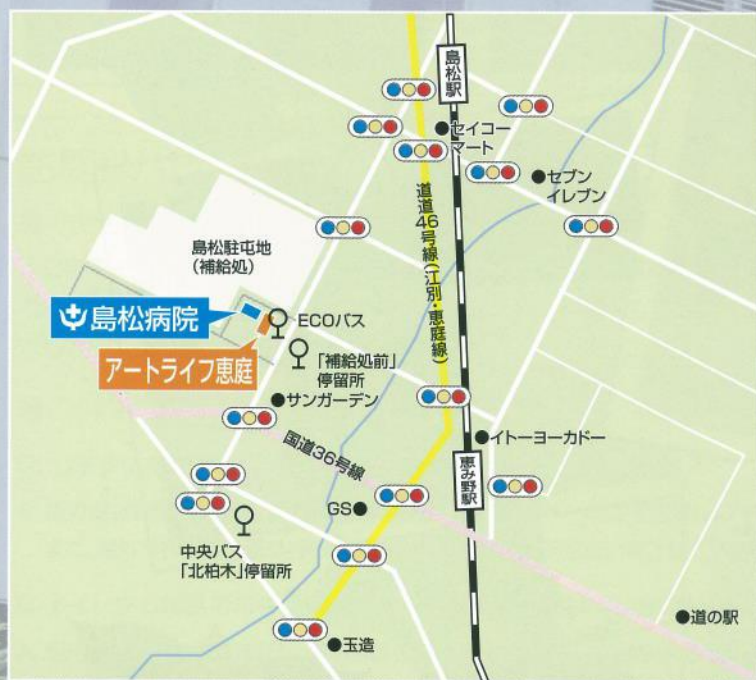 島松駅
セイコー
マート
セブン
イレブン
道道46号線(江別・恵庭線)
島松駐屯地
(補給処)
島松病院
ECOバス
アートライフ恵庭
「補給処前」
停留所
サンガーデン
国道36号線
イトーヨーカドー
恵み野駅
GS
中央バス
「北柏木」停留所
道の駅
玉造